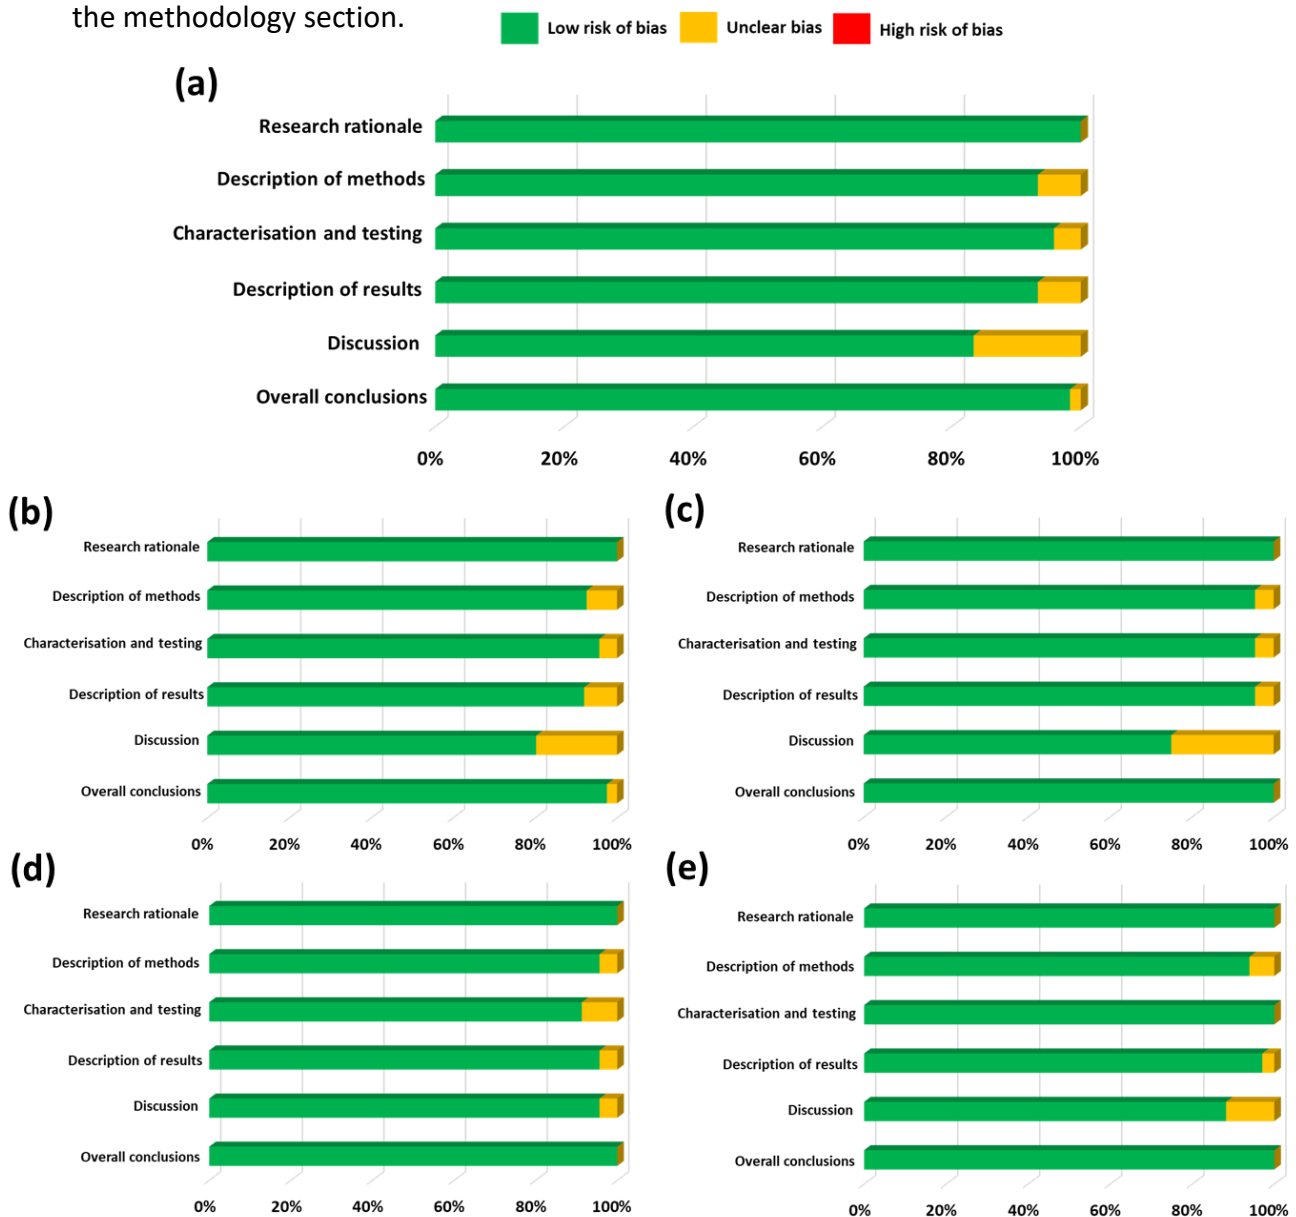 the methodology section.
Low risk of bias Unclear bias High risk of bias
(a)
Research rationale
Description of methods
Characterisation and testing
Description of results
Discussion
Overall conclusions
0% 20% 40% 60% 80% 100%
(b)
Research rationale
Description of methods
Characterisation and testing
Description of results
Discussion
Overall conclusions
0% 20% 40% 60% 80% 100%
(c)
Research rationale
Description of methods
Characterisation and testing
Description of results
Discussion
Overall conclusions
0% 20% 40% 60% 80% 100%
(d)
Research rationale
Description of methods
Characterisation and testing
Description of results
Discussion
Overall conclusions
0% 20% 40% 60% 80% 100%
(e)
Research rationale
Description of methods
Characterisation and testing
Description of results
Discussion
Overall conclusions
0% 20% 40% 60% 80% 100%